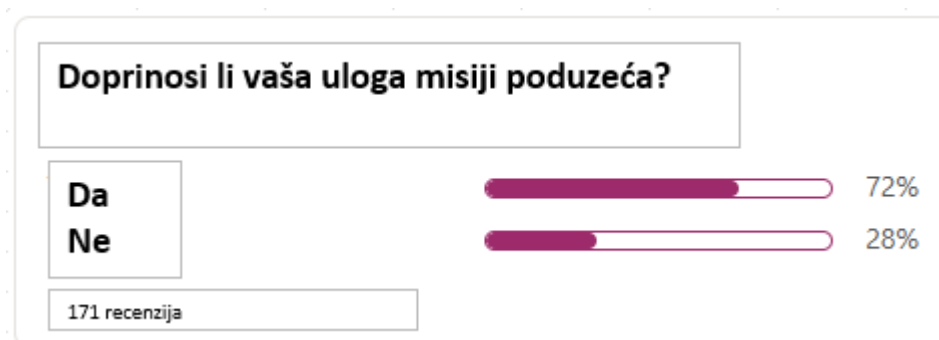 Doprinosi li vaša uloga misiji poduzeća?
Da 72%
Ne 28%
171 recenzija